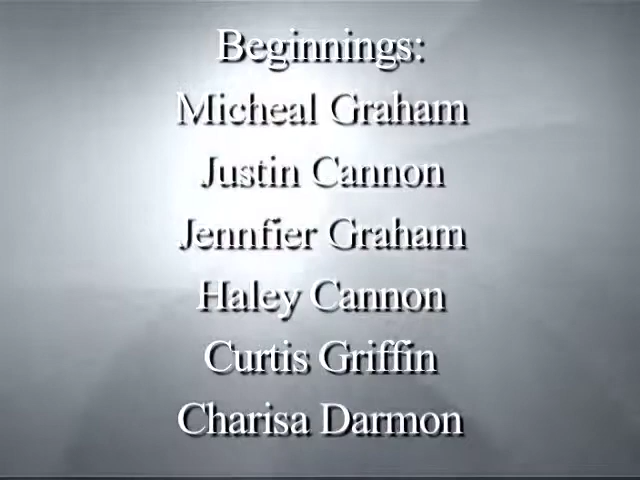 Beginnings:
Micheal Graham
Justin Cannon
Jennfier Graham
Haley Cannon
Curtis Griffin
Charisa Darmon